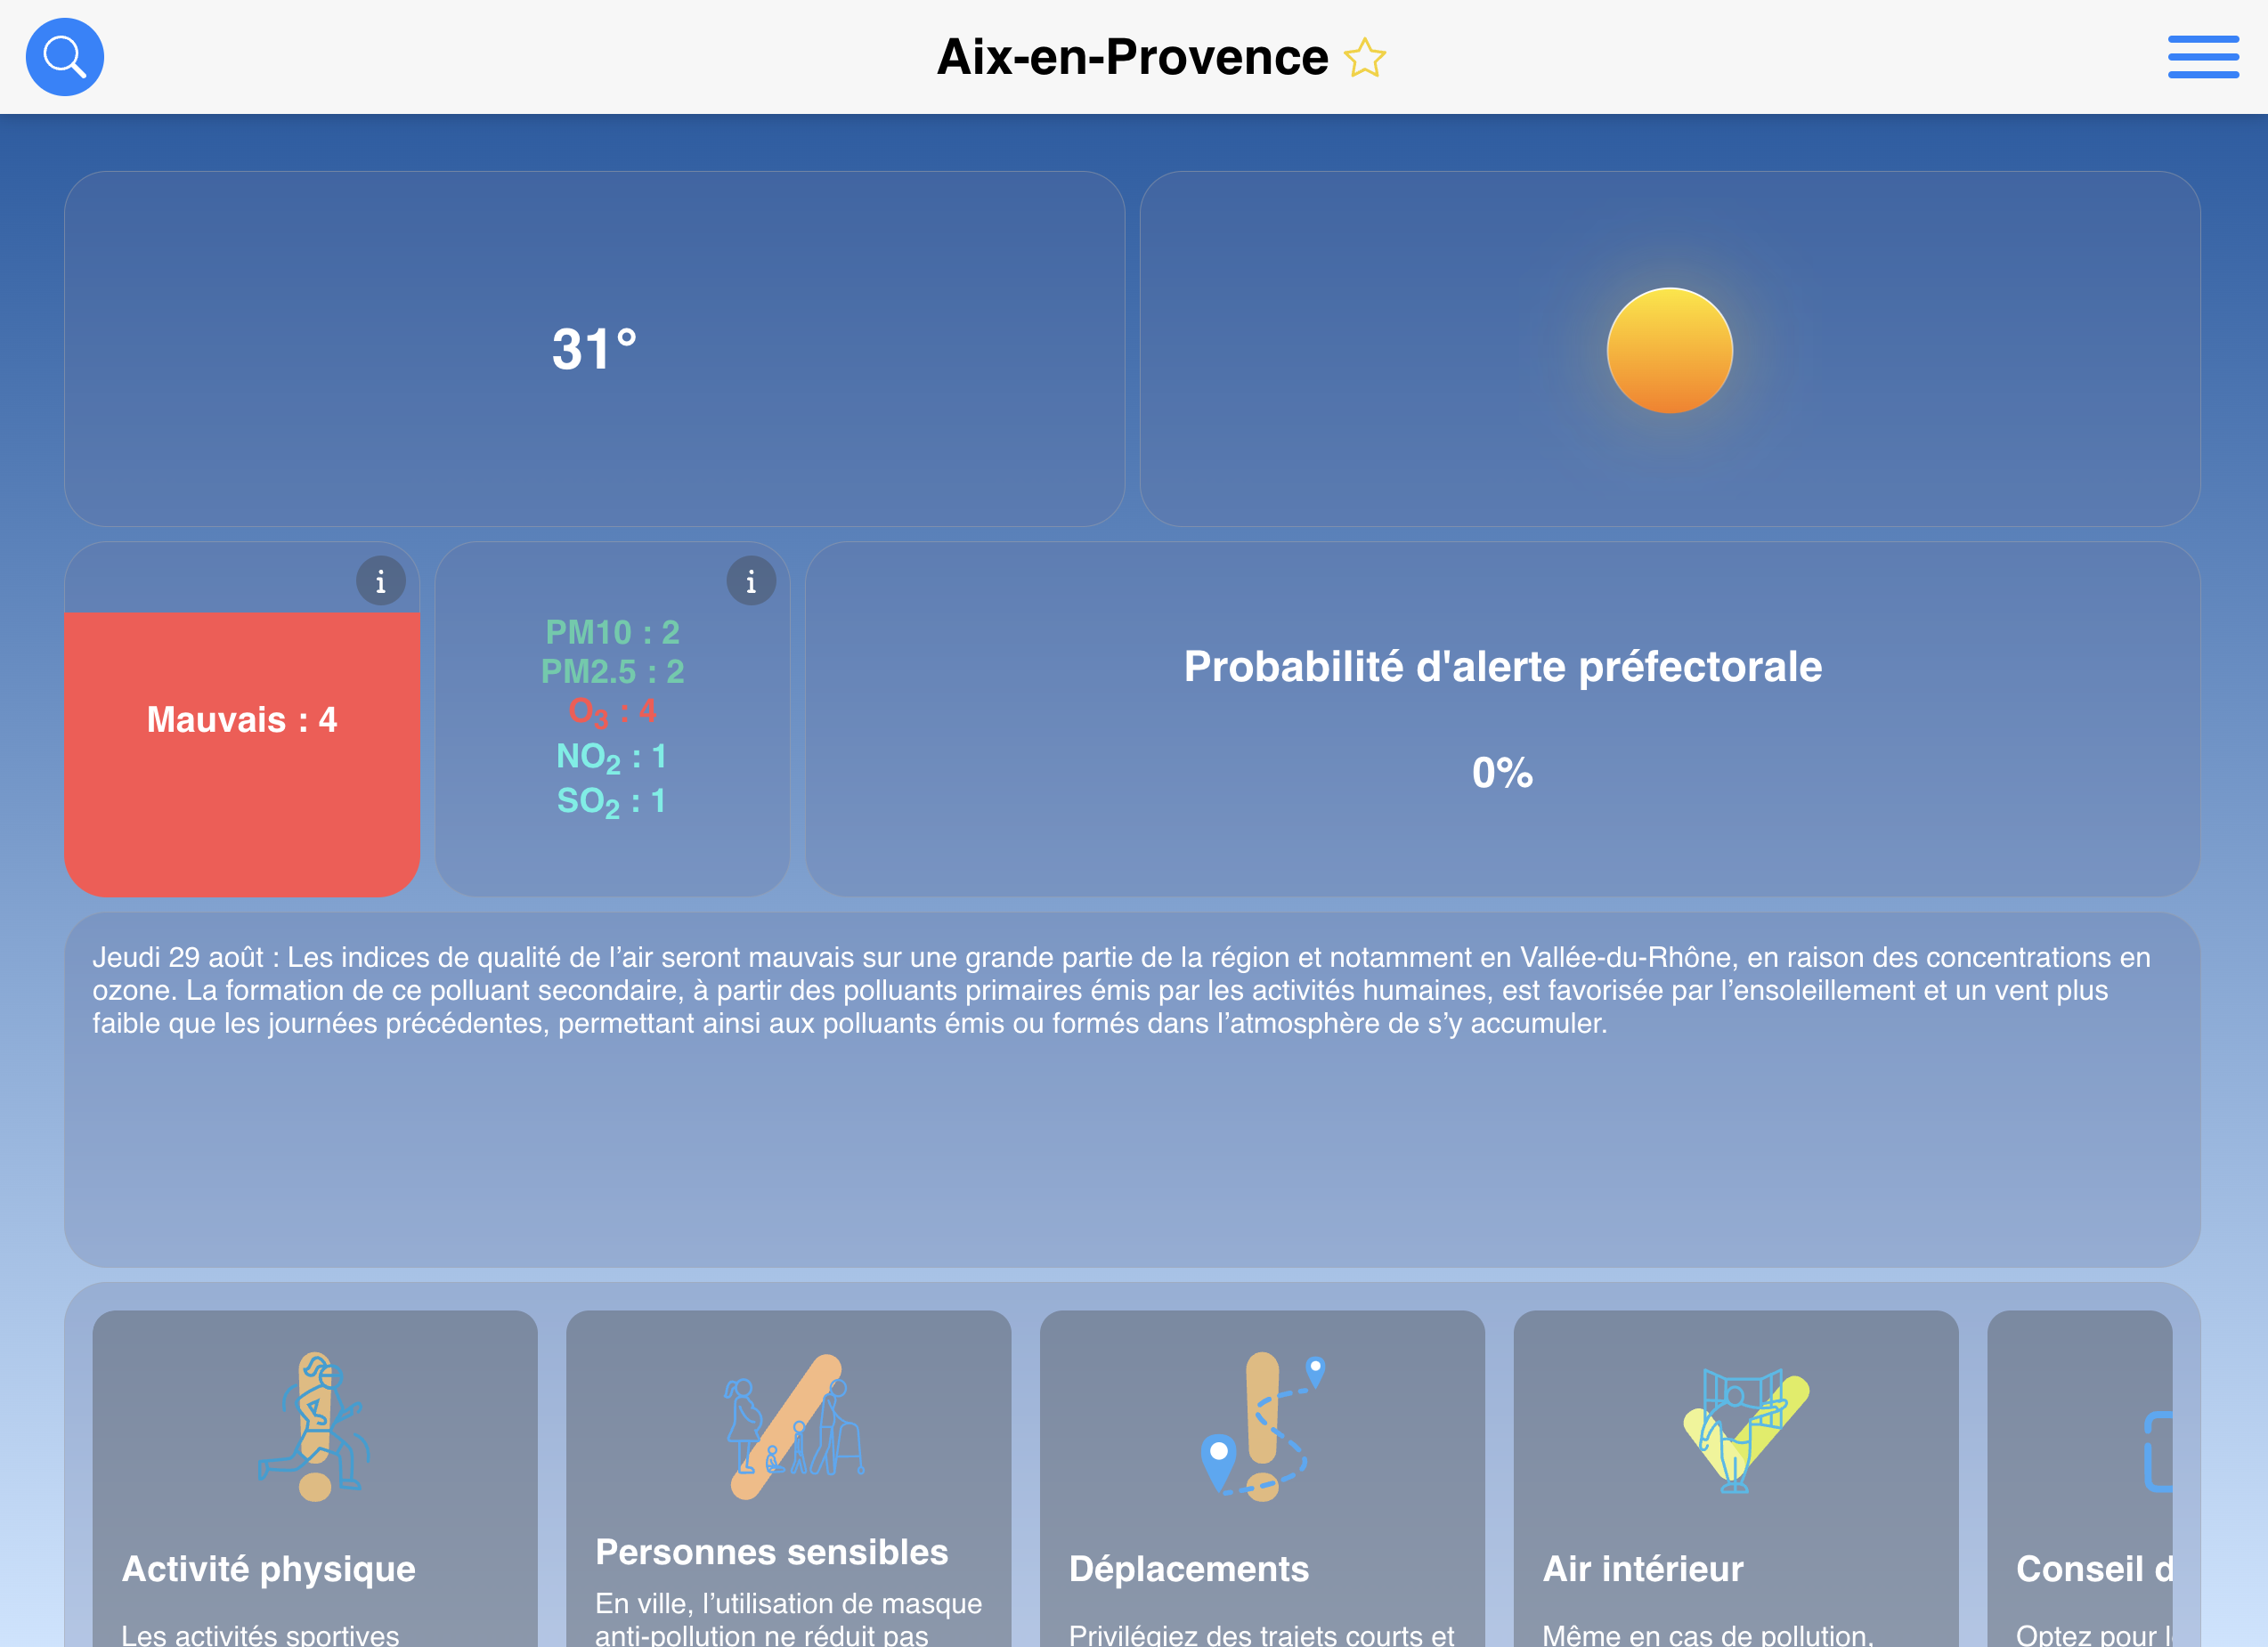 Aix-en-Provence
31°
i
i
Mauvais : 4
PM10 : 2
PM2.5 : 2
O₃ : 4
NO₂ : 1
SO₂ : 1
Probabilité d'alerte préfectorale
0%
Jeudi 29 août : Les indices de qualité de l’air seront mauvais sur une grande partie de la région et notamment en Vallée-du-Rhône, en raison des concentrations en
ozone. La formation de ce polluant secondaire, à partir des polluants primaires émis par les activités humaines, est favorisée par l’ensoleillement et un vent plus
faible que les journées précédentes, permettant ainsi aux polluants émis ou formés dans l’atmosphère de s’y accumuler.
Activité physique
Les activités sportives
Personnes sensibles
En ville, l’utilisation de masque
anti-pollution ne réduit pas
Déplacements
Privilégiez des trajets courts et
Air intérieur
Même en cas de pollution,
Conseil d
Optez pour l